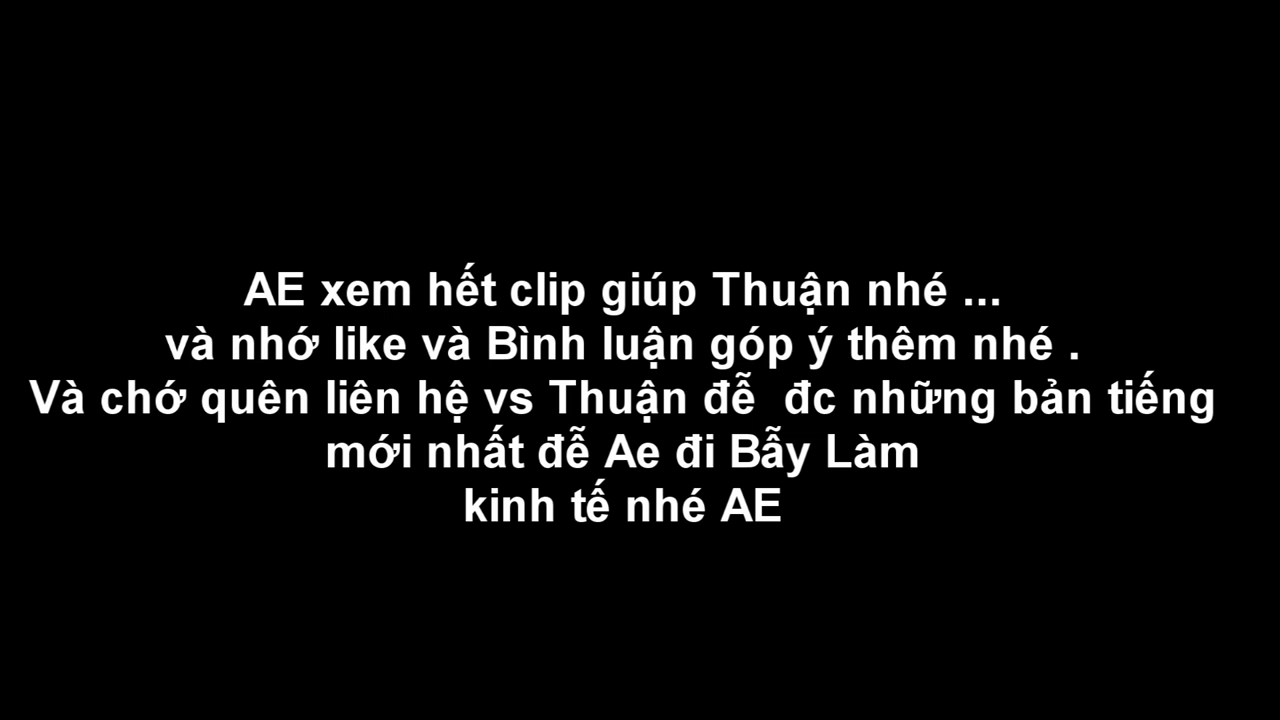 AE xem hết clip giúp Thuận nhé ...
và nhớ like và Bình luận góp ý thêm nhé .
Và chớ quên liên hệ vs Thuận đễ  đc những bản tiếng
mới nhất đễ Ae đi Bẫy Làm
kinh tế nhé AE